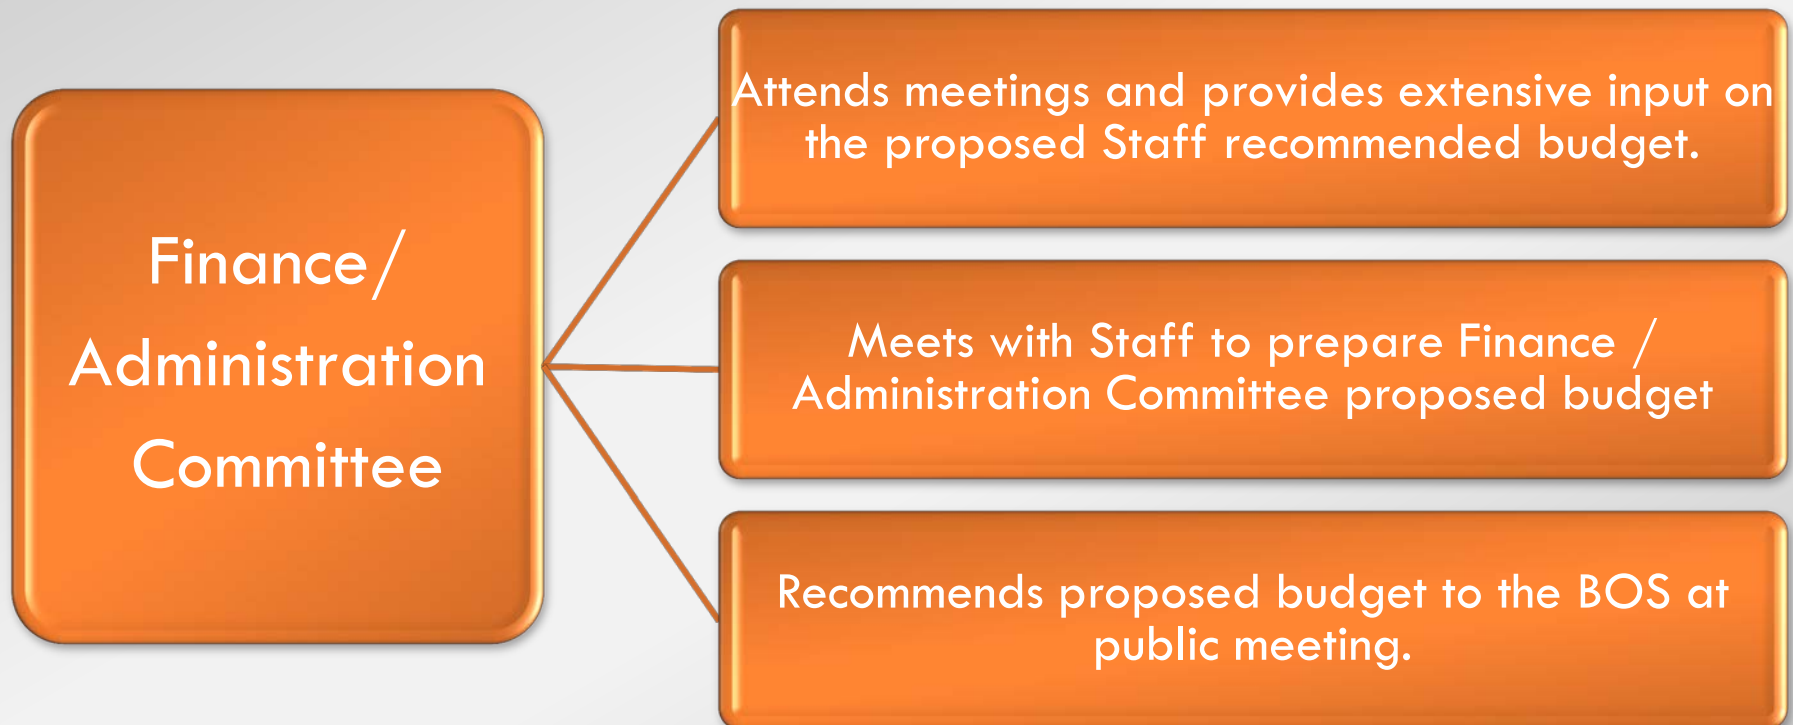 Finance/
Administration
Committee
Attends meetings and provides extensive input on
the proposed Staff recommended budget.
Meets with Staff to prepare Finance /
Administration Committee proposed budget
Recommends proposed budget to the BOS at
public meeting.